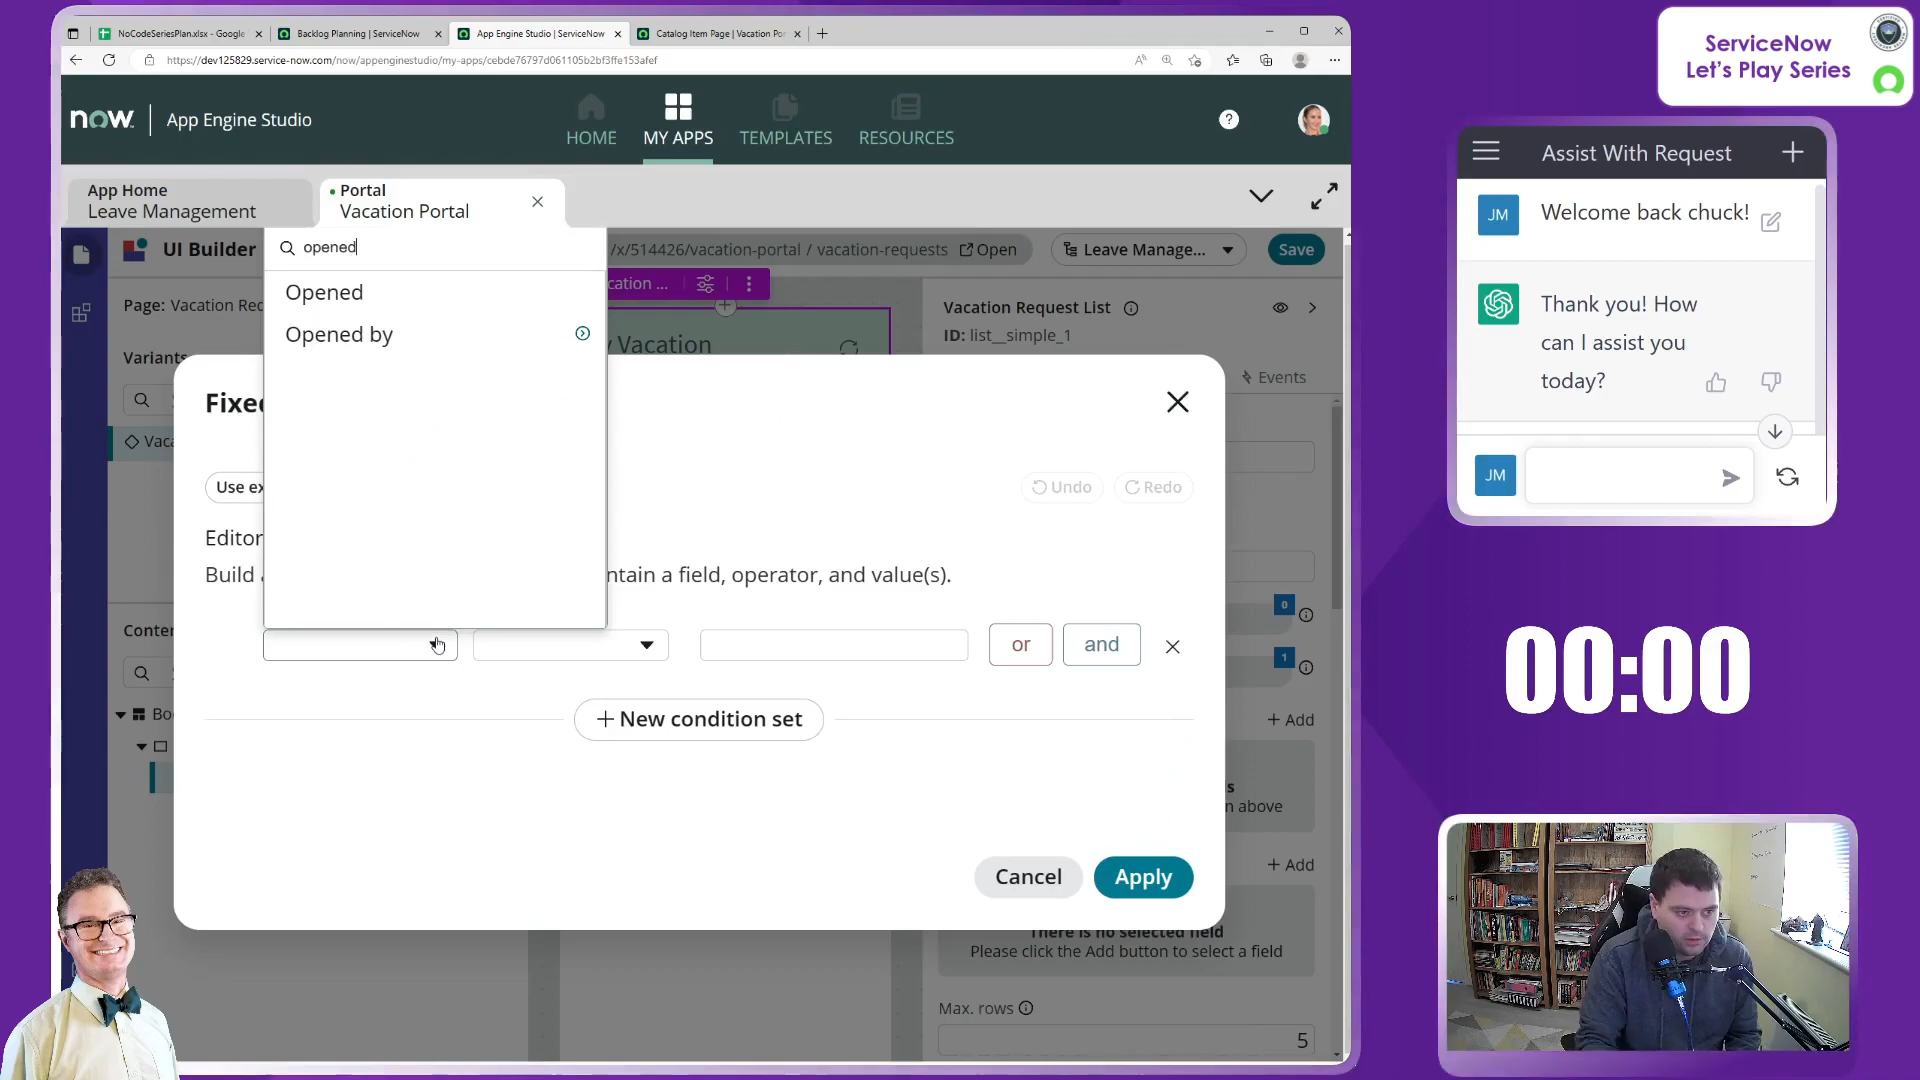 NoCodeSeriesPlan.xlsx - Google
Backlog Planning | ServiceNow
App Engine Studio | ServiceNow
Catalog Item Page | Vacation Por
https://dev125829.service-now.com/now/appenginestudio/my-apps/cebde76797d061105b2bf3ffe153afef
now.
App Engine Studio
HOME
MY APPS
TEMPLATES
RESOURCES
App Home
Leave Management
Portal
Vacation Portal
UI Builder
opened
/x/514426/vacation-portal / vacation-requests
Open
Leave Manage...
Save
Opened
Opened by
cation ...
Page: Vacation Rec
Variants
Vaca
y Vacation
Vacation Request List
ID: list__simple_1
Events
Fixed
Use ex
Undo
Redo
Editor
Build
ntain a field, operator, and value(s).
or
and
New condition set
Cancel
Apply
Conten
Bo
0
1
+ Add
s
n above
+ Add
There is no selected field
Please click the Add button to select a field
Max. rows
5
ServiceNow
Let's Play Series
Assist With Request
JM
Welcome back chuck!
Thank you! How
can I assist you
today?
JM
00:00